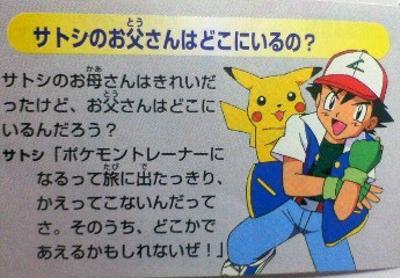 サトシのお父さんはどこにいるの？
サトシのお母さんはきれいだ
ったけど、お父さんはどこに
いるんだろう？
サトシ「ポケモントレーナーに
なるって旅に出たっきり、
かえってこないんだって
さ。そのうち、どこかで
あえるかもしれないぜ！」